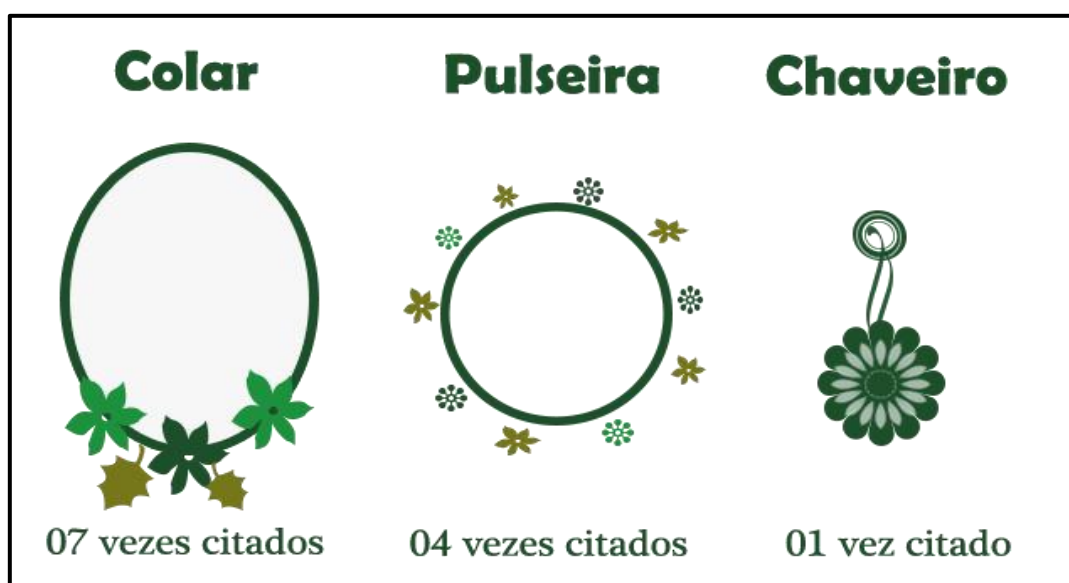 Colar
Pulseira
Chaveiro
07 vezes citados
04 vezes citados
01 vez citado